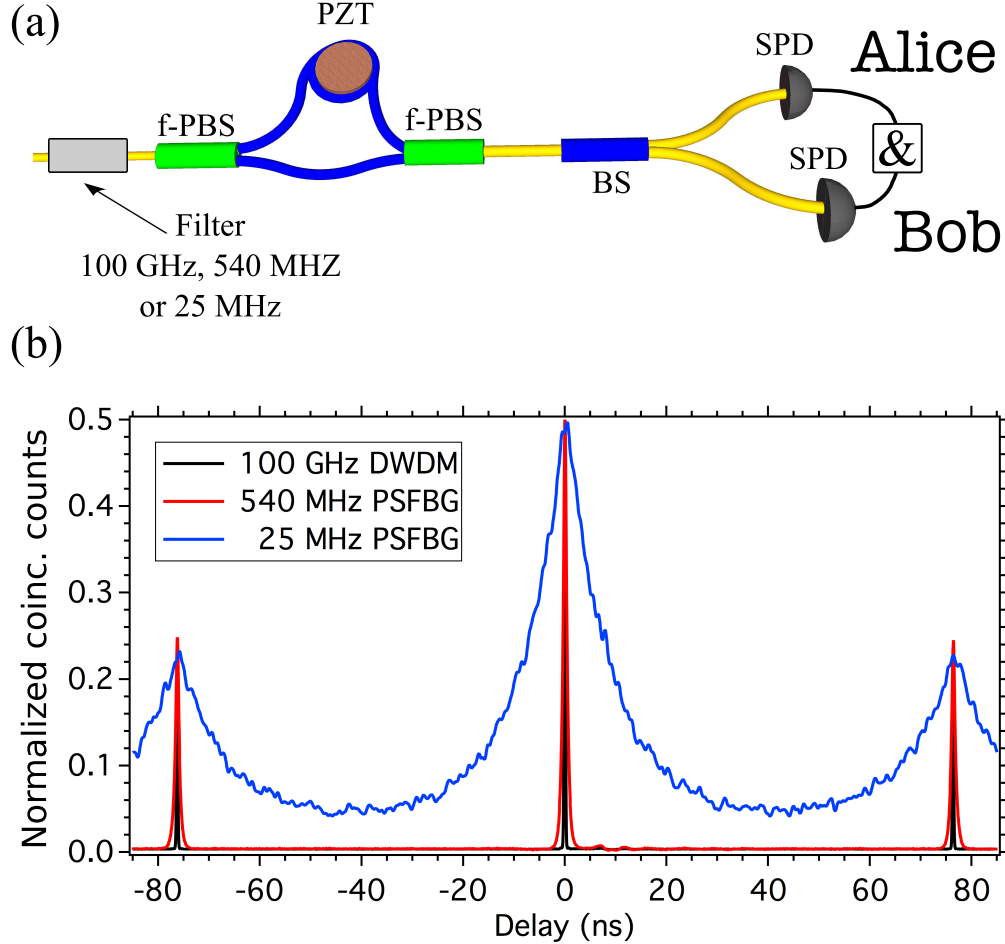 (a)
PZT
SPD
Alice
f-PBS
f-PBS
&
SPD
BS
Bob
Filter
100 GHz, 540 MHZ
or 25 MHz
(b)
Normalized coinc. counts
0.5
0.4
0.3
0.2
0.1
0.0
100 GHz DWDM
540 MHz PSFBG
25 MHz PSFBG
-80 -60 -40 -20 0 20 40 60 80
Delay (ns)